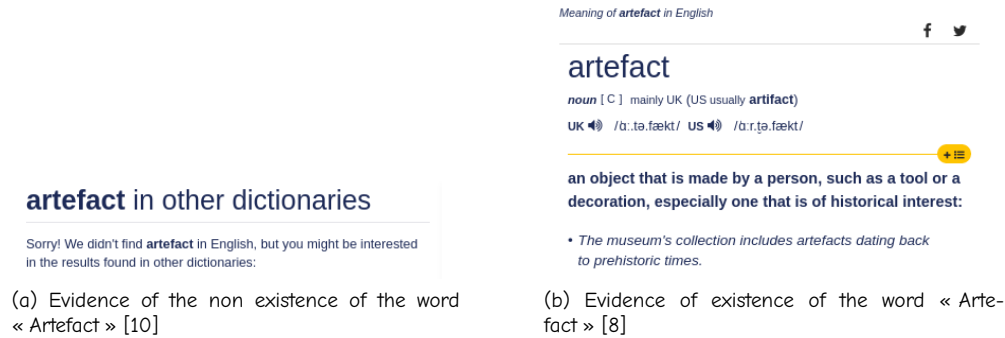 artefact in other dictionaries
Sorry! We didn't find artefact in English, but you might be interested
in the results found in other dictionaries:
(a) Evidence of the non existence of the word
« Artefact » [10]
Meaning of artefact in English
artefact
noun [ C ] mainly UK (US usually artifact)
UK /ˈɑː.tə.fækt/ US /ˈɑːr.t̬ə.fækt/
an object that is made by a person, such as a tool or a
decoration, especially one that is of historical interest:
• The museum's collection includes artefacts dating back
to prehistoric times.
(b) Evidence of existence of the word « Arte-
fact » [8]